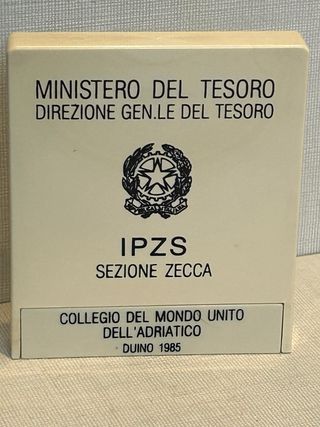 MINISTERO DEL TESORO
DIREZIONE GEN.LE DEL TESORO
IPZS
SEZIONE ZECCA
COLLEGIO DEL MONDO UNITO
DELL'ADRIATICO
DUINO 1985